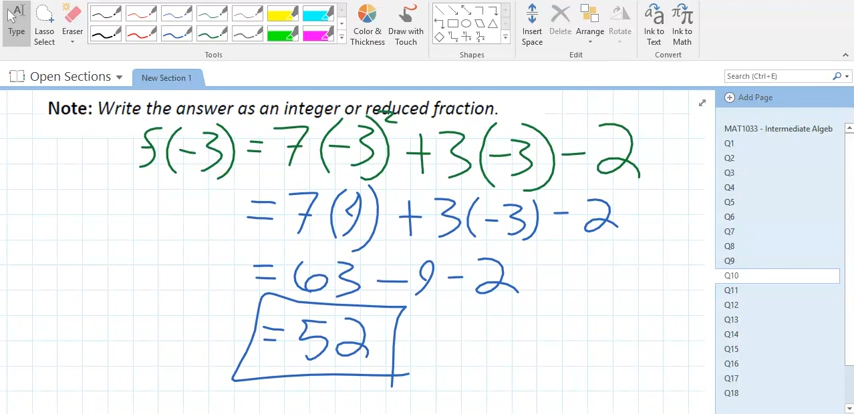 Type
Lasso Select
Eraser
Color & Thickness
Draw with Touch
Insert Space
Delete
Arrange
Rotate
Ink to Text
Ink to Math
Tools
Shapes
Edit
Convert
Open Sections
New Section 1
Search (Ctrl+E)
Add Page
Note: Write the answer as an integer or reduced fraction.
f(-3) = 7(-3)² + 3(-3) - 2
= 7(9) + 3(-3) - 2
= 63 - 9 - 2
= 52
MAT1033 - Intermediate Algeb
Q1
Q2
Q3
Q4
Q5
Q6
Q7
Q8
Q9
Q10
Q11
Q12
Q13
Q14
Q15
Q16
Q17
Q18